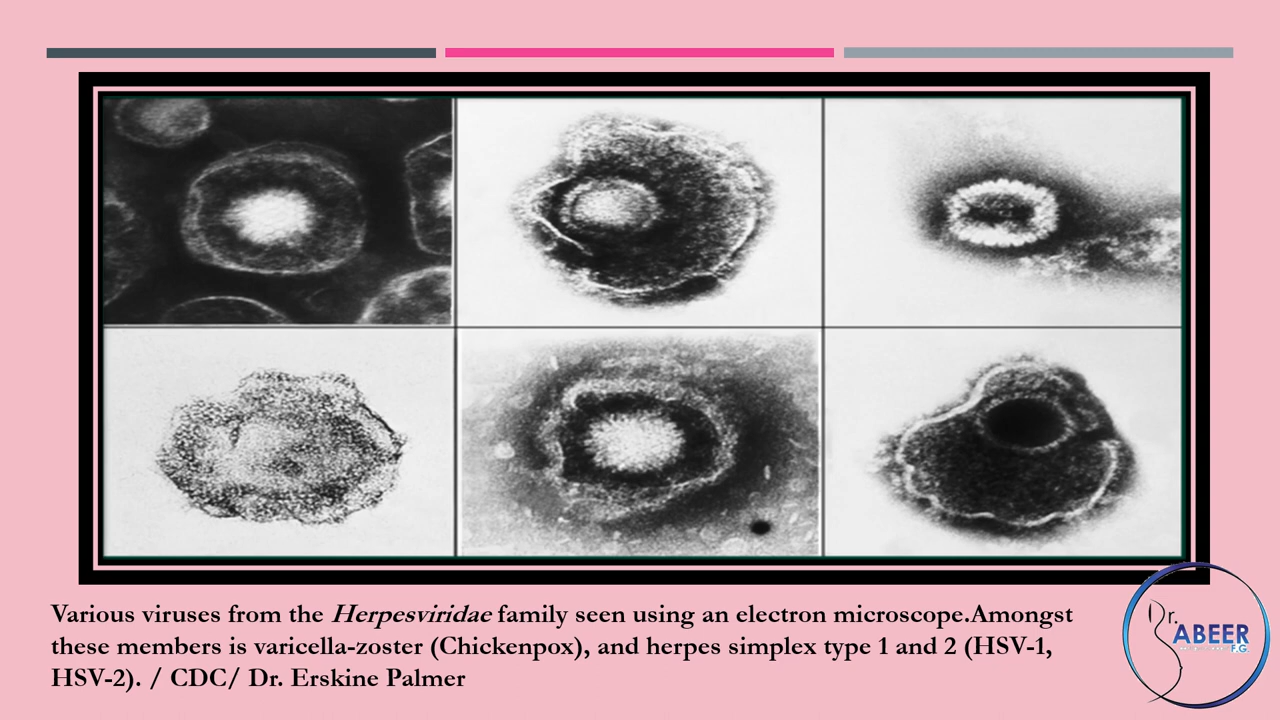 Various viruses from the Herpesviridae family seen using an electron microscope.Amongst
these members is varicella-zoster (Chickenpox), and herpes simplex type 1 and 2 (HSV-1,
HSV-2). / CDC/ Dr. Erskine Palmer
Dr.
ABEER
F.G.